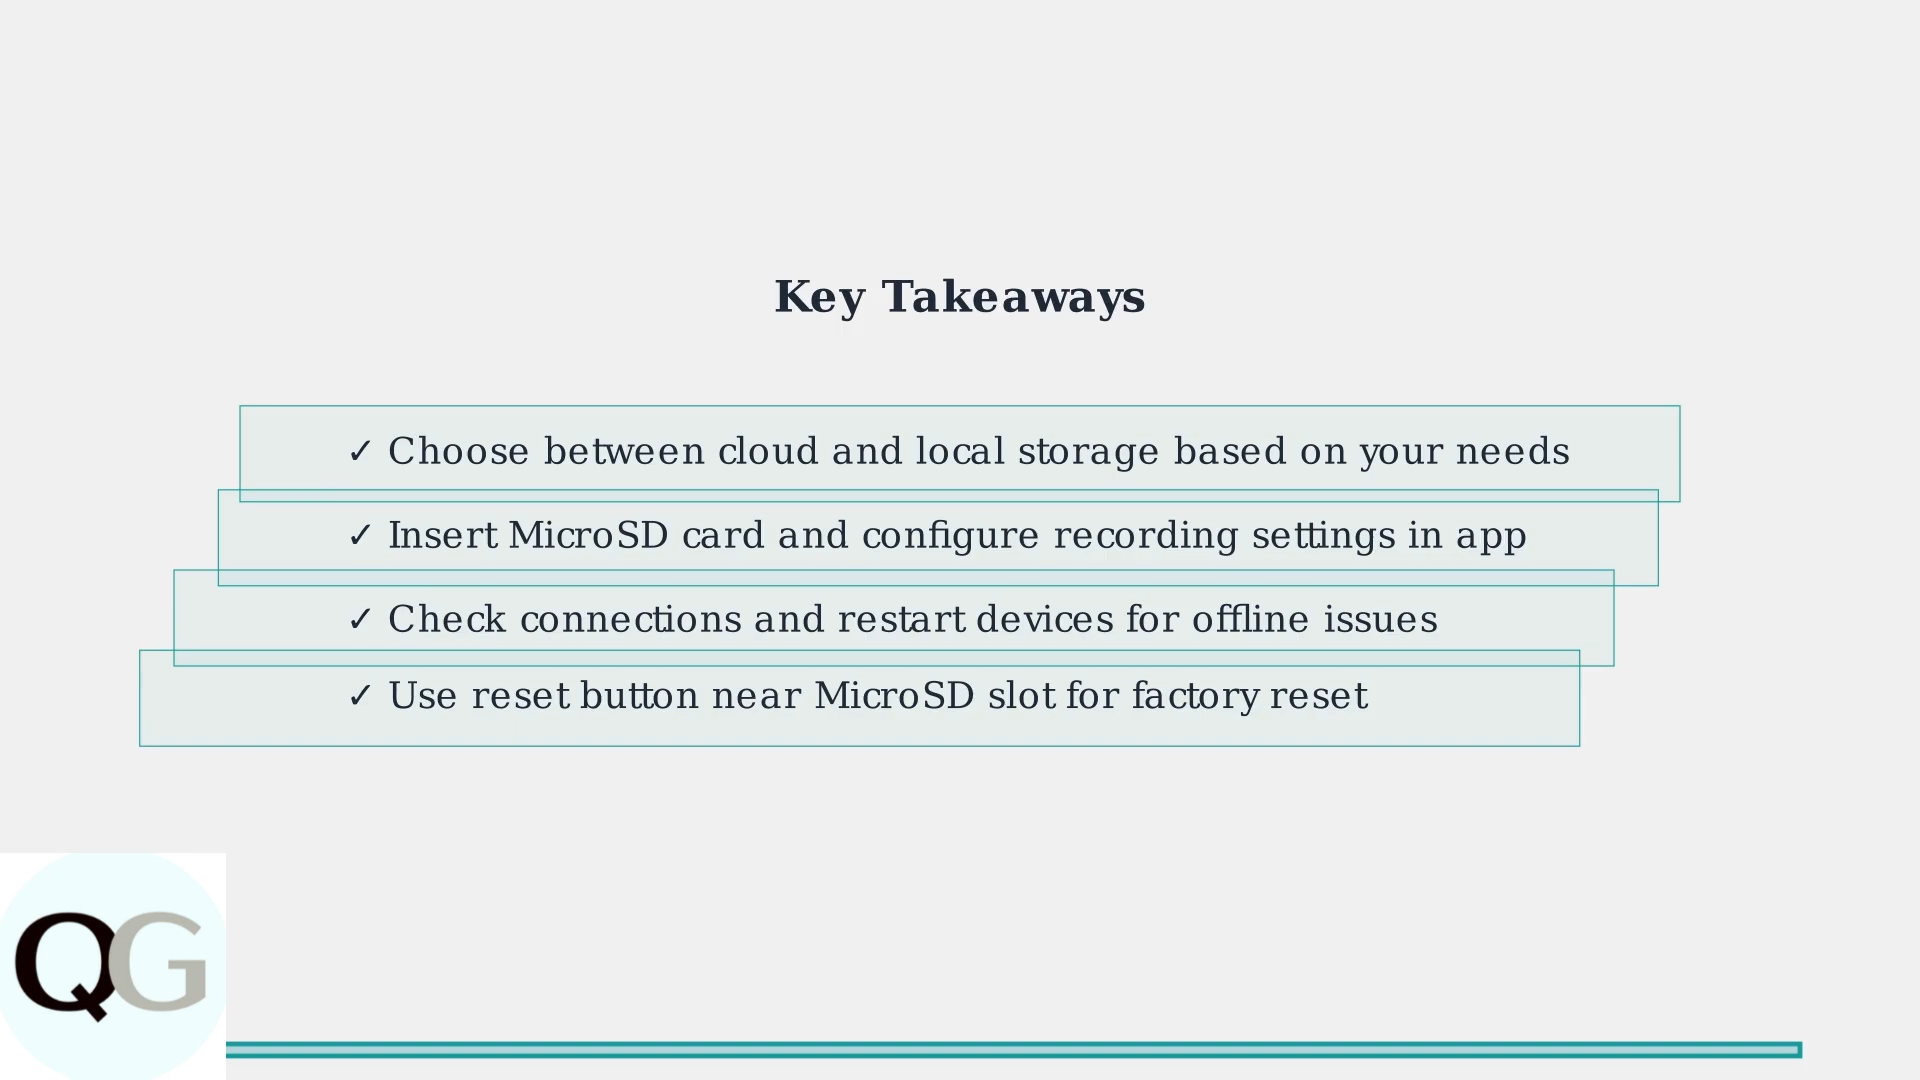 Key Takeaways
✓ Choose between cloud and local storage based on your needs
✓ Insert MicroSD card and configure recording settings in app
✓ Check connections and restart devices for offline issues
✓ Use reset button near MicroSD slot for factory reset
QG